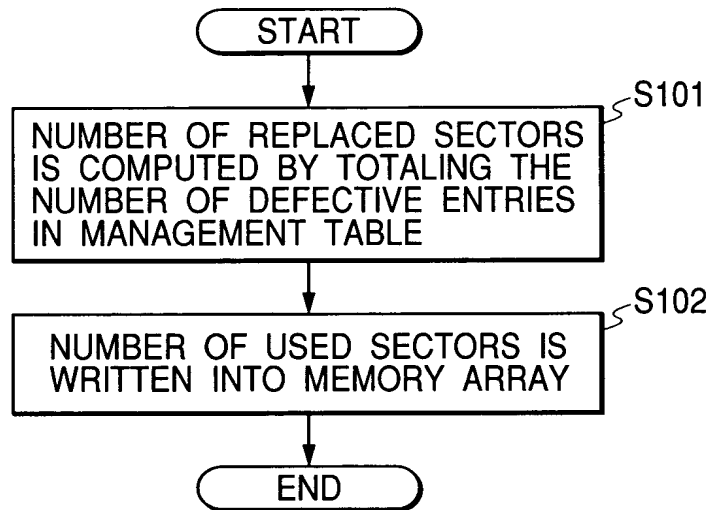 START
S101
NUMBER OF REPLACED SECTORS
IS COMPUTED BY TOTALING THE
NUMBER OF DEFECTIVE ENTRIES
IN MANAGEMENT TABLE
S102
NUMBER OF USED SECTORS IS
WRITTEN INTO MEMORY ARRAY
END